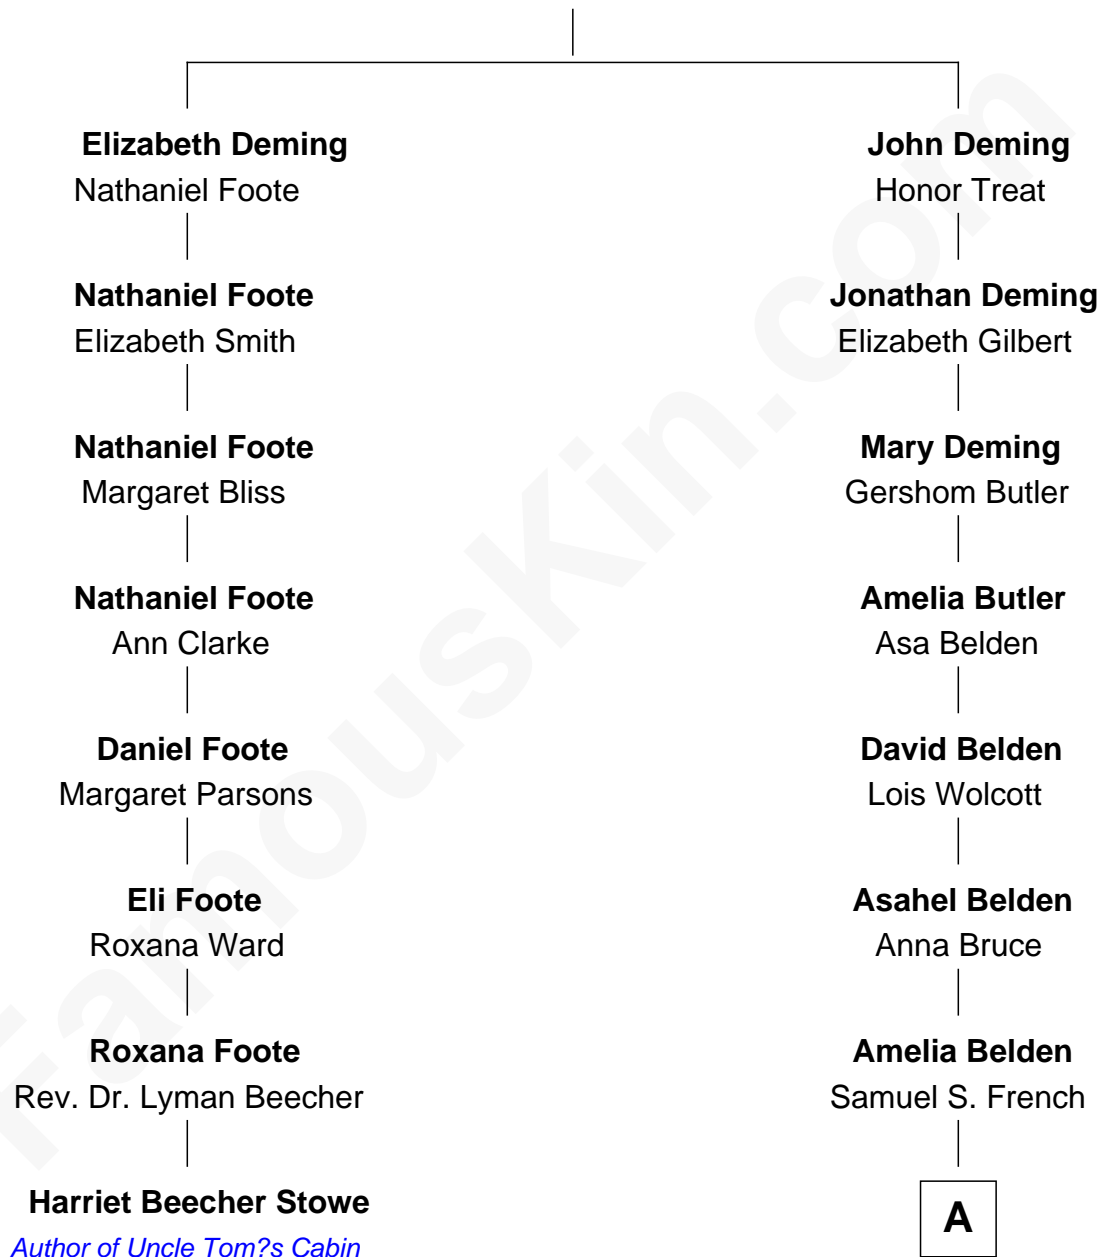 Elizabeth Deming
Nathaniel Foote
John Deming
Honor Treat
Nathaniel Foote
Elizabeth Smith
Jonathan Deming
Elizabeth Gilbert
Nathaniel Foote
Margaret Bliss
Mary Deming
Gershom Butler
Nathaniel Foote
Ann Clarke
Amelia Butler
Asa Belden
Daniel Foote
Margaret Parsons
David Belden
Lois Wolcott
Eli Foote
Roxana Ward
Asahel Belden
Anna Bruce
Roxana Foote
Rev. Dr. Lyman Beecher
Amelia Belden
Samuel S. French
Harriet Beecher Stowe
Author of Uncle Tom?s Cabin
A
FamousKin.com